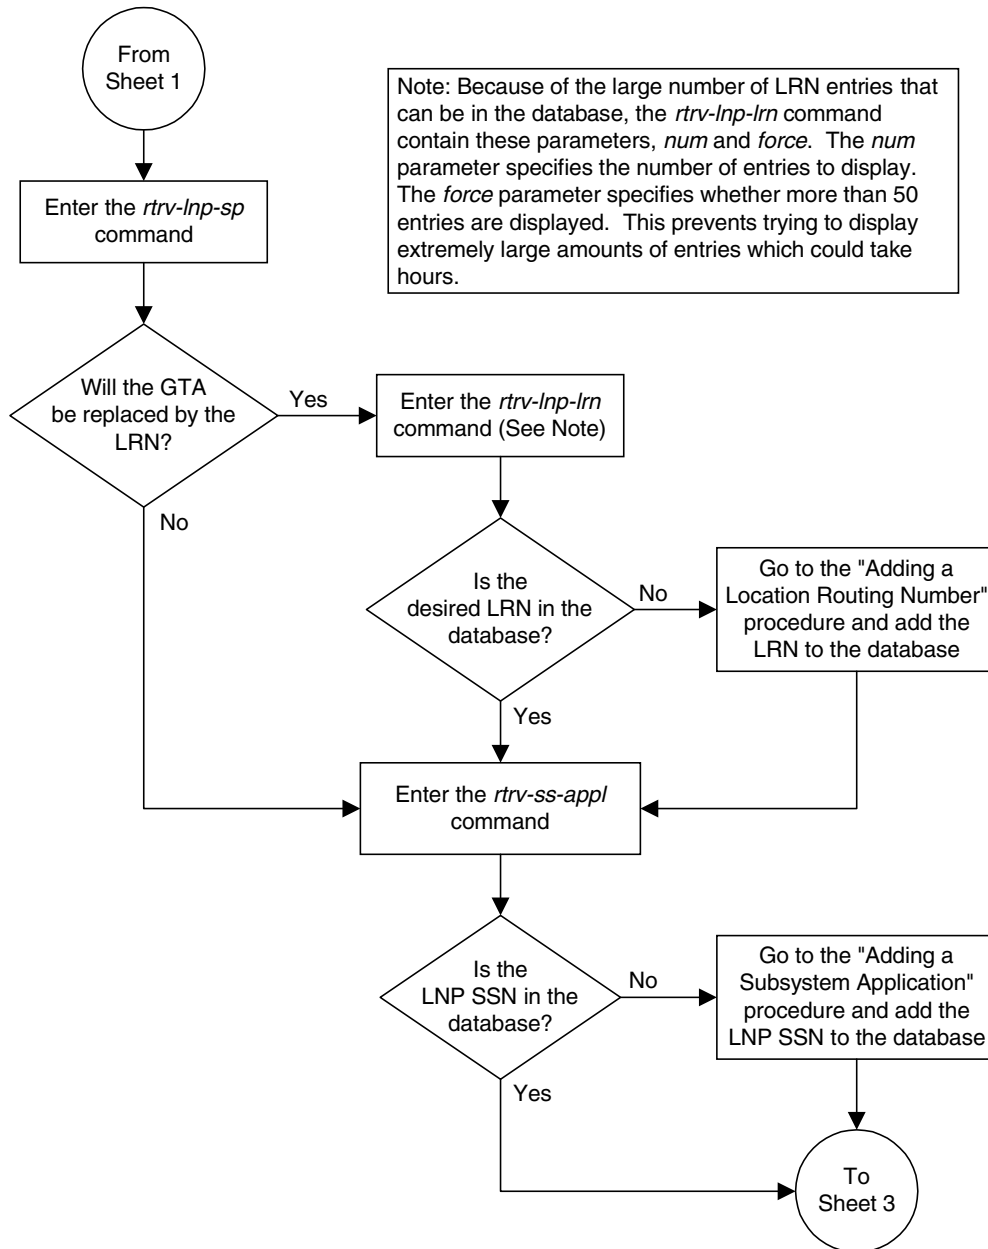 From
Sheet 1
Note: Because of the large number of LRN entries that
can be in the database, the rtrv-lnp-lrn command
contain these parameters, num and force.  The num
parameter specifies the number of entries to display.
The force parameter specifies whether more than 50
entries are displayed.  This prevents trying to display
extremely large amounts of entries which could take
hours.
Enter the rtrv-lnp-sp
command
Will the GTA
be replaced by the
LRN?
Yes
No
Enter the rtrv-lnp-lrn
command (See Note)
Is the
desired LRN in the
database?
No
Yes
Go to the "Adding a
Location Routing Number"
procedure and add the
LRN to the database
Enter the rtrv-ss-appl
command
Is the
LNP SSN in the
database?
No
Yes
Go to the "Adding a
Subsystem Application"
procedure and add the
LNP SSN to the database
To
Sheet 3